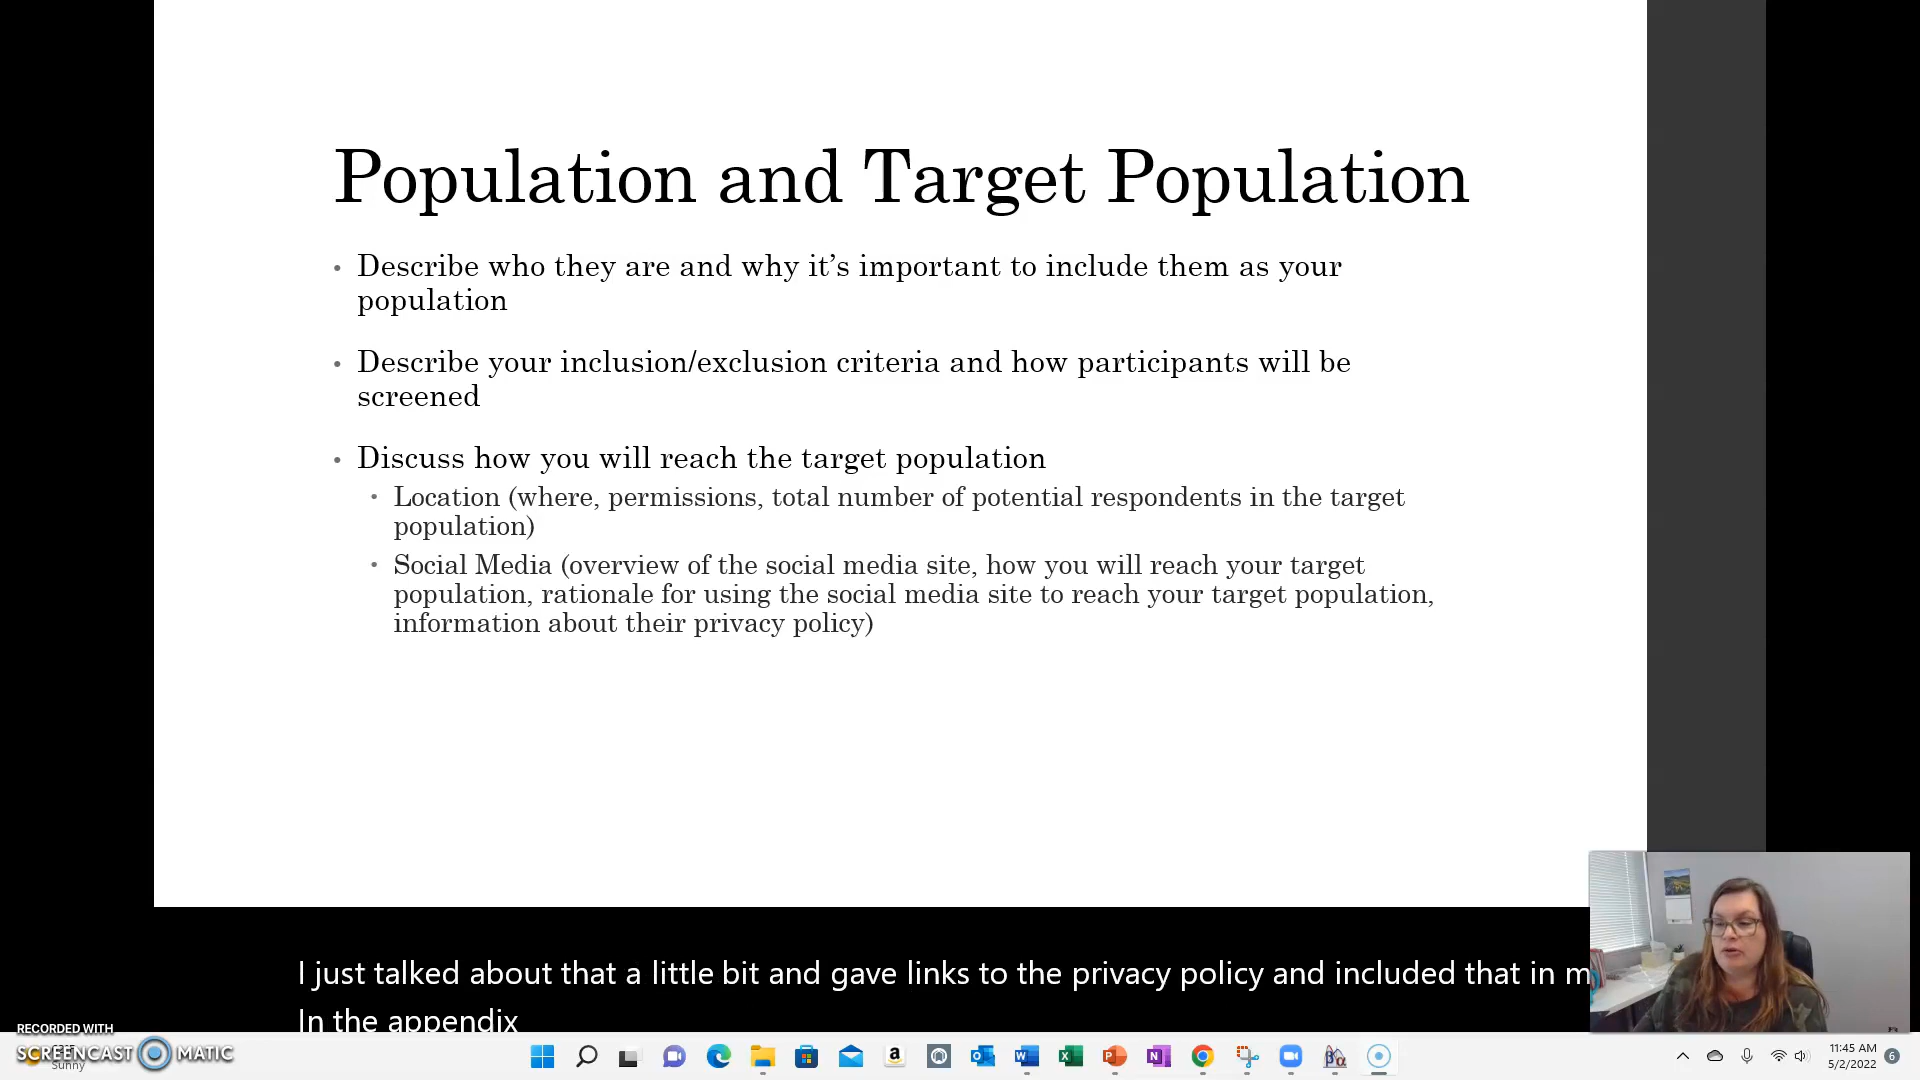 Population and Target Population
• Describe who they are and why it’s important to include them as your
population
• Describe your inclusion/exclusion criteria and how participants will be
screened
• Discuss how you will reach the target population
• Location (where, permissions, total number of potential respondents in the target
population)
• Social Media (overview of the social media site, how you will reach your target
population, rationale for using the social media site to reach your target population,
information about their privacy policy)
I just talked about that a little bit and gave links to the privacy policy and included that in
In the appendix
RECORDED WITH
SCREENCAST MATIC
Sunny
11:45 AM
5/2/2022
6